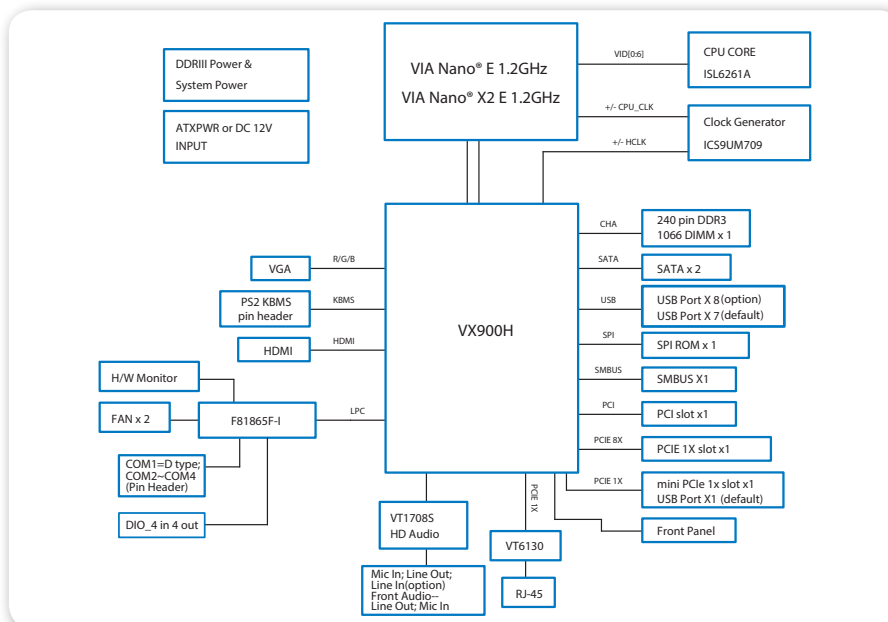 DDRIII Power &
System Power
ATXPWR or DC 12V
INPUT
VIA Nano® E 1.2GHz
VIA Nano® X2 E 1.2GHz
VID[0:6]
CPU CORE
ISL6261A
+/- CPU_CLK
+/- HCLK
Clock Generator
ICS9UM709
VX900H
VGA
R/G/B
PS2 KBMS
pin header
KBMS
HDMI
HDMI
H/W Monitor
FAN x 2
F81865F-I
LPC
COM1=D type;
COM2~COM4
(Pin Header)
DIO_4 in 4 out
CHA
240 pin DDR3
1066 DIMM x 1
SATA
SATA x 2
USB
USB Port X 8 (option)
USB Port X 7 (default)
SPI
SPI ROM x 1
SMBUS
SMBUS X1
PCI
PCI slot x1
PCIE 8X
PCIE 1X slot x1
PCIE 1X
mini PCIe 1x slot x1
USB Port X1 (default)
Front Panel
VT1708S
HD Audio
Mic In; Line Out;
Line In(option)
Front Audio--
Line Out; Mic In
PCIE 1X
VT6130
RJ-45